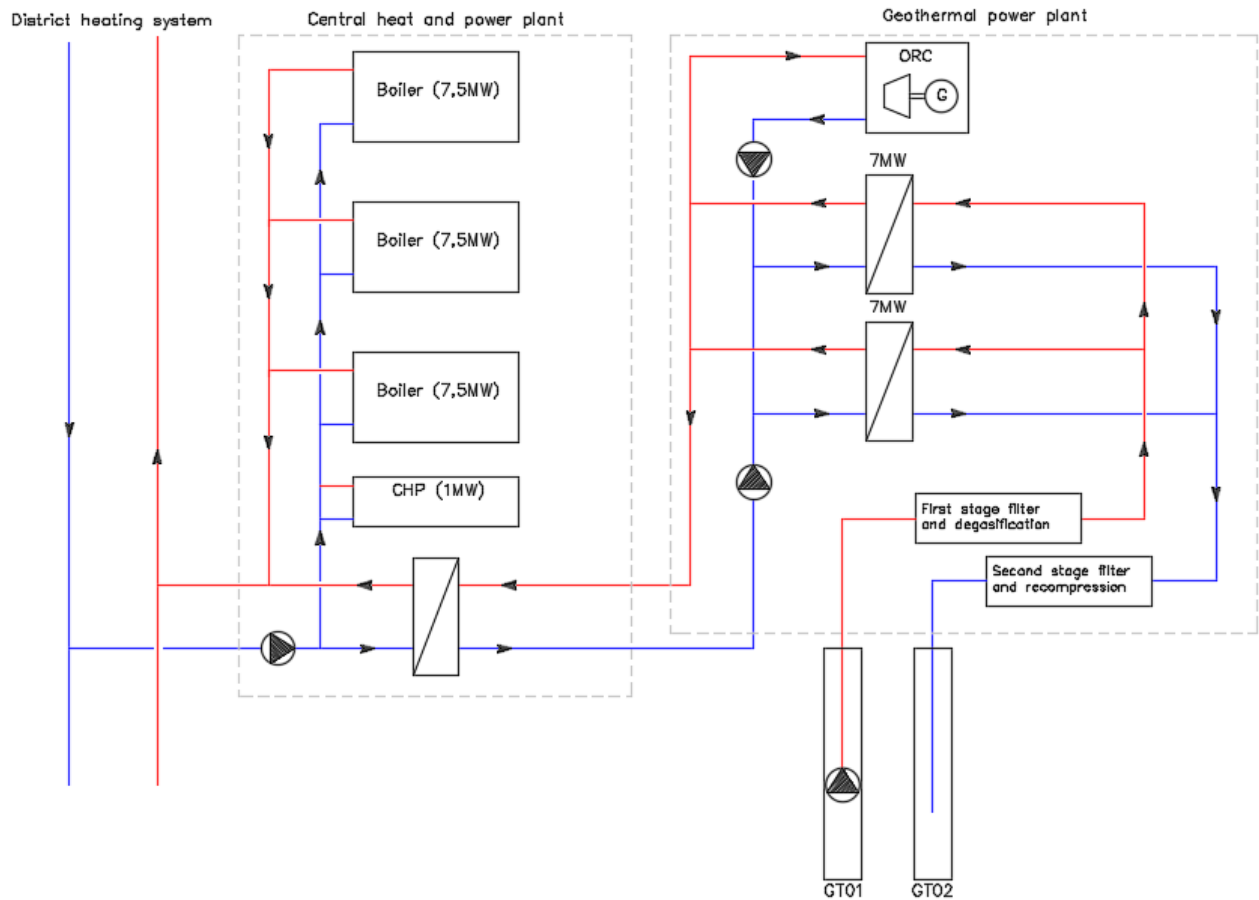 District heating system
Central heat and power plant
Geothermal power plant
Boiler (7,5MW)
Boiler (7,5MW)
Boiler (7,5MW)
CHP (1MW)
ORC
G
7MW
7MW
First stage filter
and degasification
Second stage filter
and recompression
GT01
GT02